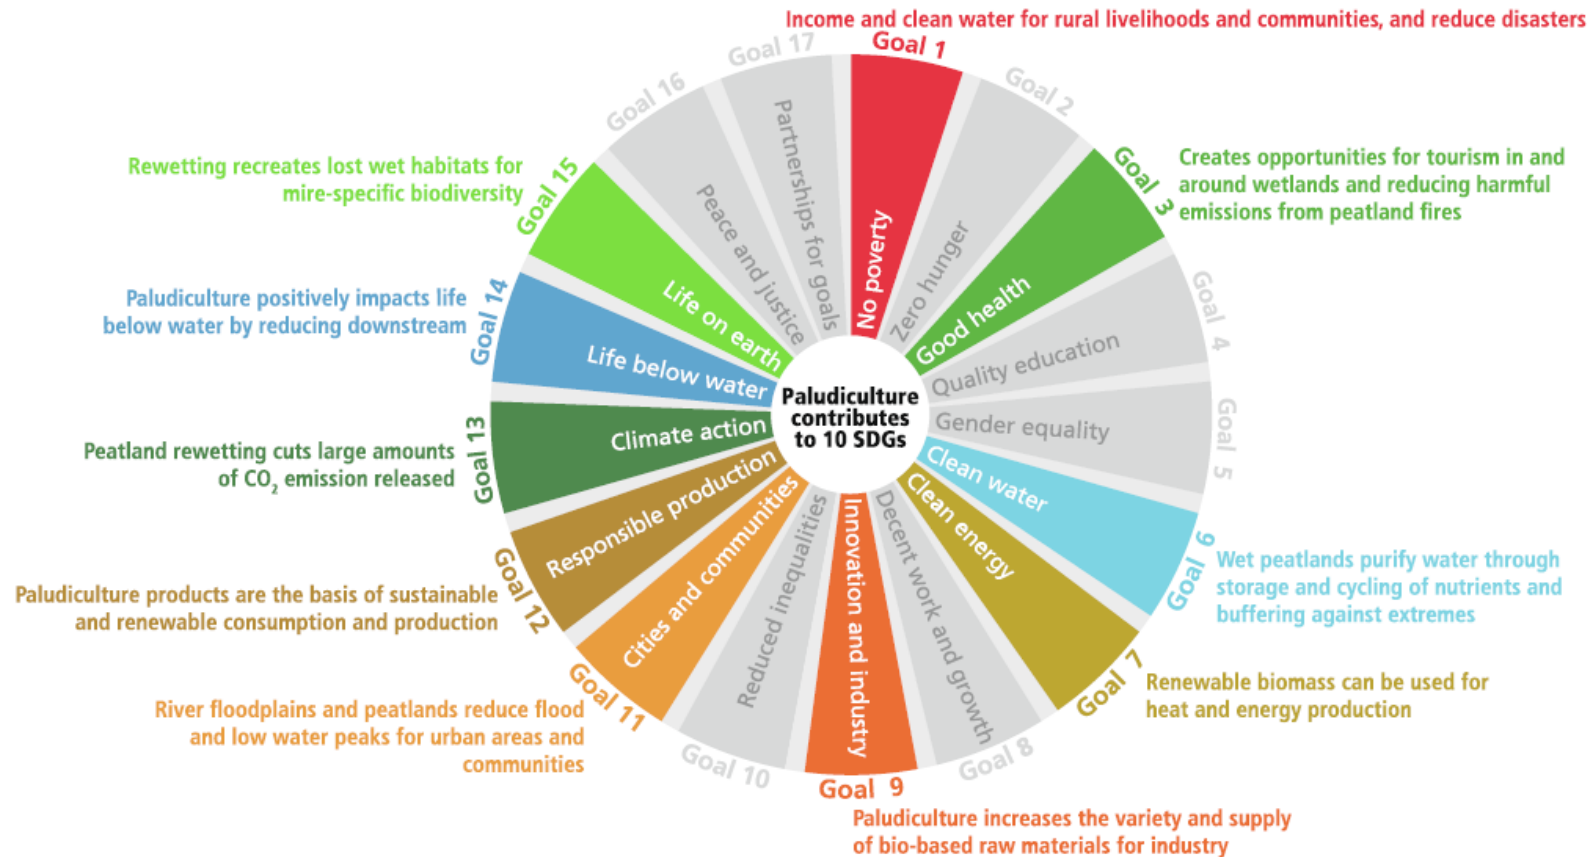 Income and clean water for rural livelihoods and communities, and reduce disasters
Goal 1
No poverty
Goal 2
Zero hunger
Goal 3
Good health
Creates opportunities for tourism in and
around wetlands and reducing harmful
emissions from peatland fires
Goal 4
Quality education
Goal 5
Gender equality
Goal 6
Clean water
Wet peatlands purify water through
storage and cycling of nutrients and
buffering against extremes
Goal 7
Clean energy
Renewable biomass can be used for
heat and energy production
Goal 8
Decent work and growth
Goal 9
Innovation and industry
Paludiculture increases the variety and supply
of bio-based raw materials for industry
Goal 10
Reduced inequalities
Goal 11
Cities and communities
River floodplains and peatlands reduce flood
and low water peaks for urban areas and
communities
Goal 12
Responsible production
Paludiculture products are the basis of sustainable
and renewable consumption and production
Goal 13
Climate action
Peatland rewetting cuts large amounts
of CO₂ emission released
Goal 14
Life below water
Paludiculture positively impacts life
below water by reducing downstream
Goal 15
Life on earth
Rewetting recreates lost wet habitats for
mire-specific biodiversity
Goal 16
Peace and justice
Goal 17
Partnerships for goals
Paludiculture
contributes
to 10 SDGs